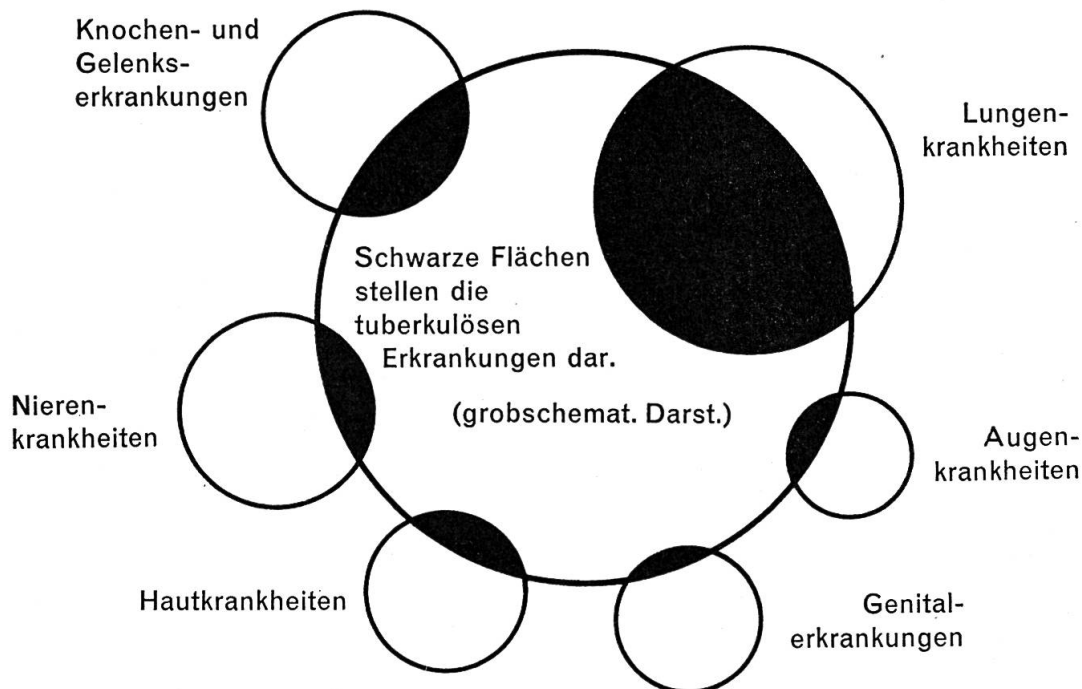 Knochen- und
Gelenks-
erkrankungen
Lungen-
krankheiten
Schwarze Flächen
stellen die
tuberkulösen
Erkrankungen dar.
(grobschemat. Darst.)
Nieren-
krankheiten
Augen-
krankheiten
Hautkrankheiten
Genital-
erkrankungen